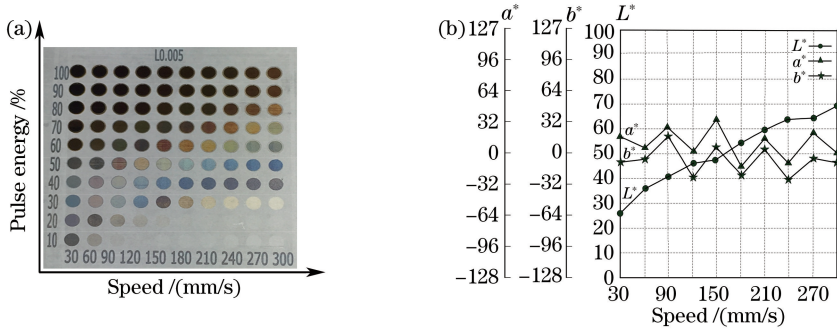 (a)
L0.005
100
90
80
70
60
50
40
30
20
10
30 60 90 120 150 180 210 240 270 300
Pulse energy /%
Speed /(mm/s)
(b)
a*
127
96
64
32
0
−32
−64
−96
−128
b*
127
96
64
32
0
−32
−64
−96
−128
L*
100
90
80
70
60
50
40
30
20
10
0
L*
a*
b*
a*
b*
L*
30 90 150 210 270
Speed /(mm/s)